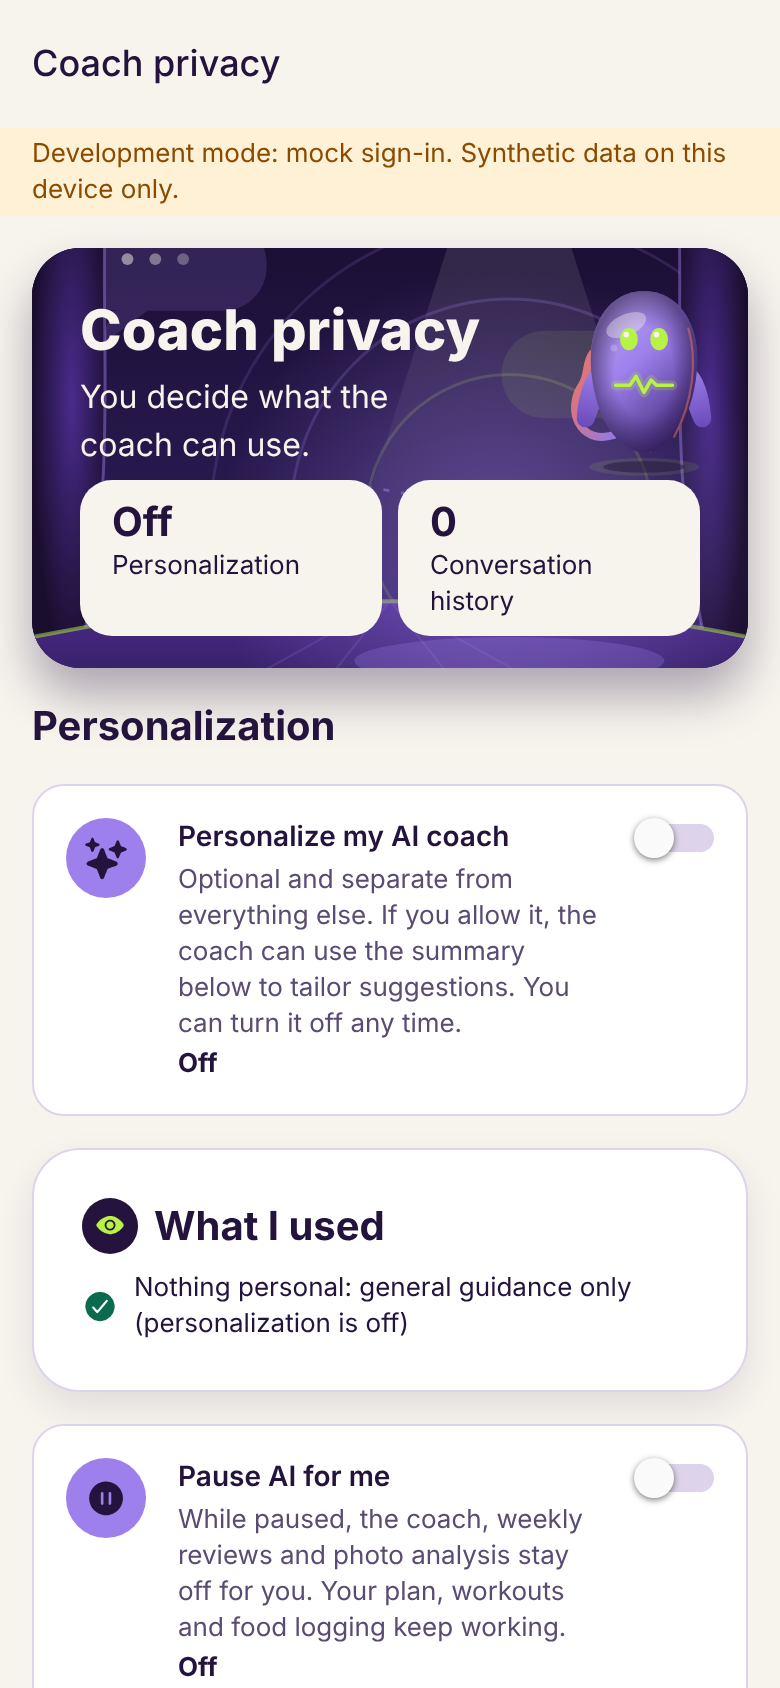 Coach privacy
Development mode: mock sign-in. Synthetic data on this
device only.
Coach privacy
You decide what the
coach can use.
Off
Personalization
0
Conversation
history
Personalization
Personalize my AI coach
Optional and separate from
everything else. If you allow it, the
coach can use the summary
below to tailor suggestions. You
can turn it off any time.
Off
What I used
Nothing personal: general guidance only
(personalization is off)
Pause AI for me
While paused, the coach, weekly
reviews and photo analysis stay
off for you. Your plan, workouts
and food logging keep working.
Off